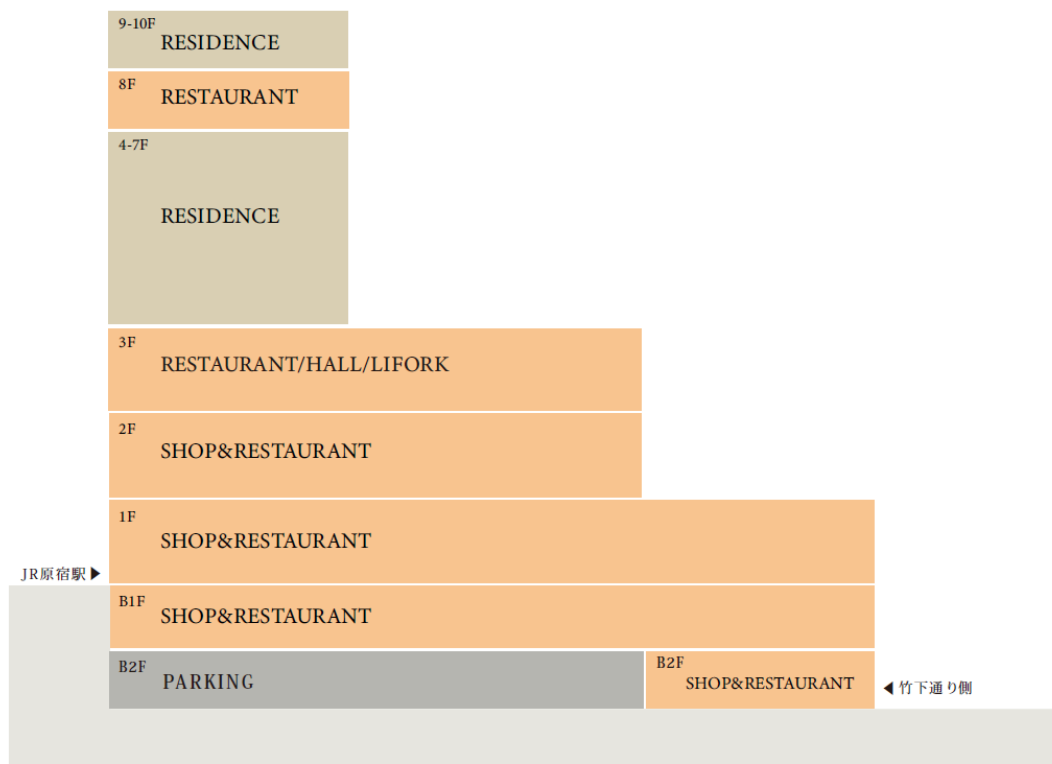 9-10F
RESIDENCE
8F
RESTAURANT
4-7F
RESIDENCE
3F
RESTAURANT/HALL/LIFORK
2F
SHOP&RESTAURANT
1F
SHOP&RESTAURANT
JR原宿駅▶
B1F
SHOP&RESTAURANT
B2F
PARKING
B2F
SHOP&RESTAURANT
◀竹下通り側